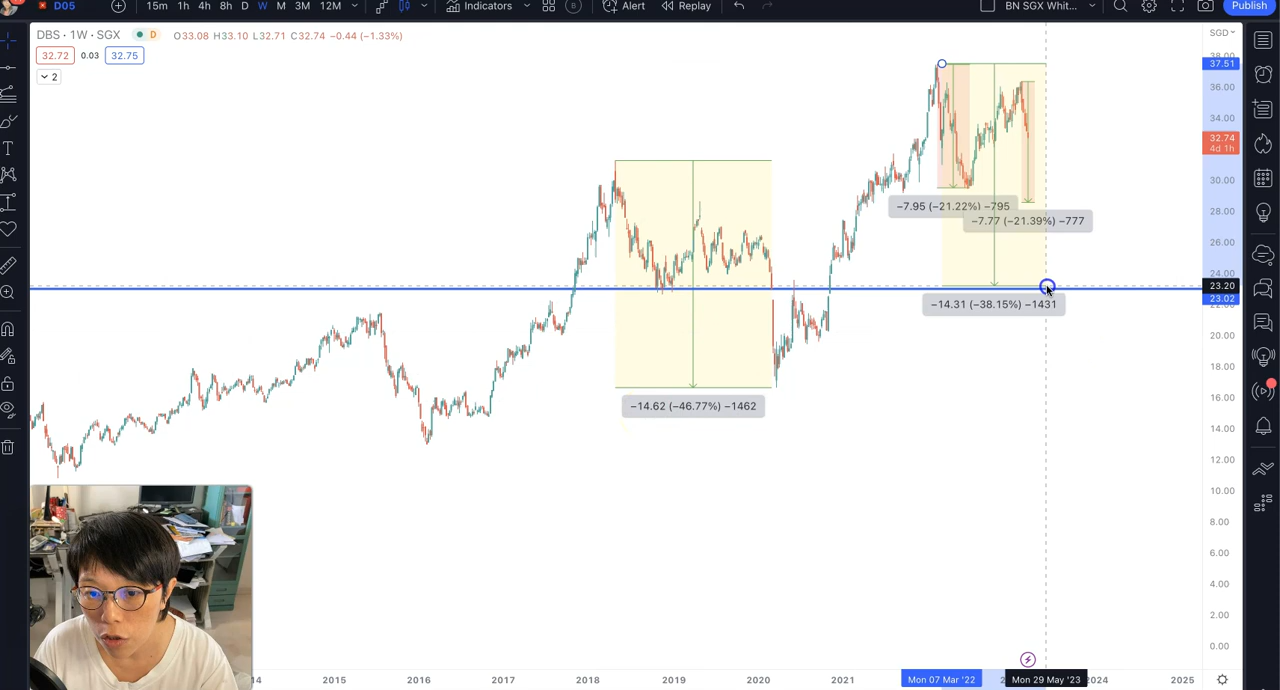 D05
15m 1h 4h 8h D W M 3M 12M
Indicators
Alert
Replay
BN SGX Whit...
Publish
DBS · 1W · SGX D O33.08 H33.10 L32.71 C32.74 −0.44 (−1.33%)
32.72 0.03 32.75
2
SGD
38.00
37.51
36.00
34.00
32.74
4d 1h
30.00
28.00
26.00
24.00
23.20
23.02
20.00
18.00
16.00
14.00
12.00
10.00
8.00
6.00
4.00
2.00
0.00
−7.95 (−21.22%) −795
−7.77 (−21.39%) −777
−14.31 (−38.15%) −1431
−14.62 (−46.77%) −1462
14 2015 2016 2017 2018 2019 2020 2021 Mon 07 Mar '22 Mon 29 May '23 2024 2025